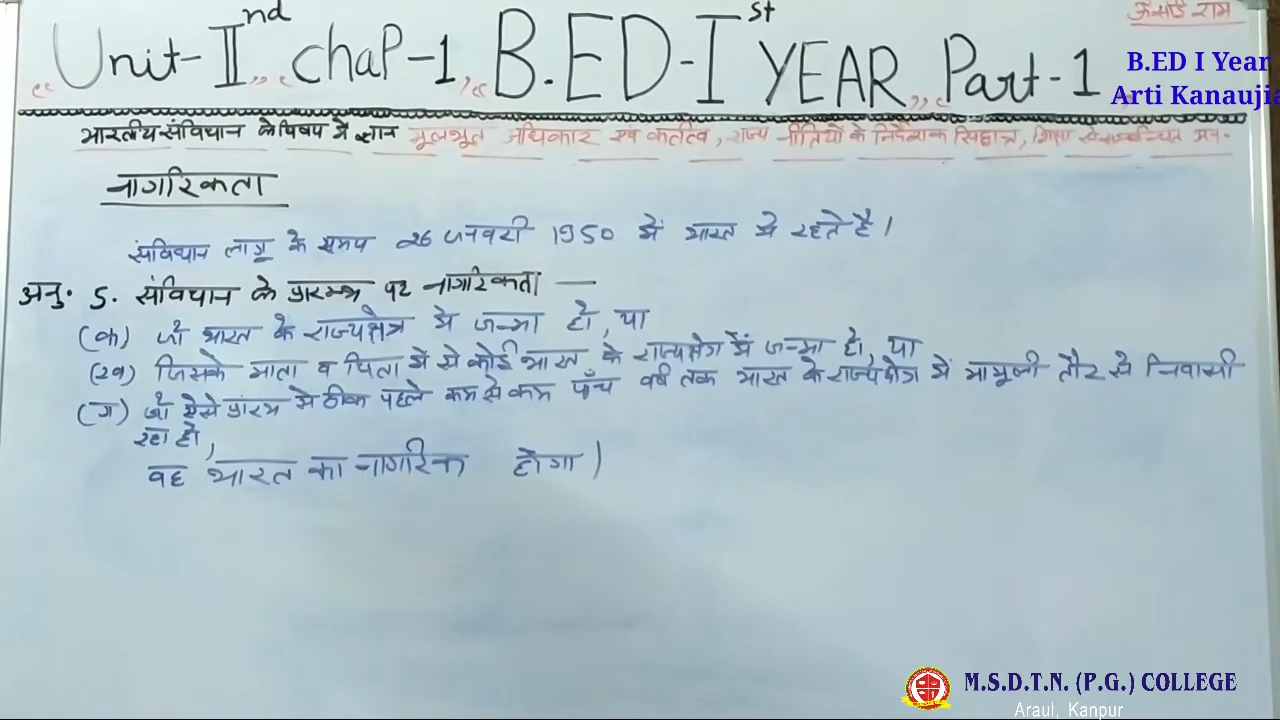 ऊसर्ड राम
"Unit-IInd" "chaP-1," "B.ED-Ist YEAR" "Part-1"
B.ED I Year
Arti Kanaujia
भारतीय संविधान के विषय मे ज्ञान मूलभूत अधिकार एवं कर्तव्य, राज्य नीतियों के निर्देशक सिद्धान्त, शिक्षा से सम्बन्धित प्रा.
नागरिकता
संविधान लागू के समय 26 जनवरी 1950 में भारत मे रहते है।
अनु. 5. संविधान के प्रारम्भ पर नागरिकता —
(क) जो भारत के राज्यक्षेत्र मे जन्मा हो, या
(ख) जिसके माता व पिता में से कोई भारत के राज्यक्षेत्र में जन्मा हो, या
(ग) जो ऐसे प्रारंभ से ठीक पहले कम से कम पाँच वर्ष तक भारत के राज्यक्षेत्र में मामूली तौर से निवासी
रहा हो,
वह भारत का नागरिक होगा।
M.S.D.T.N. (P.G.) COLLEGE
Araul, Kanpur